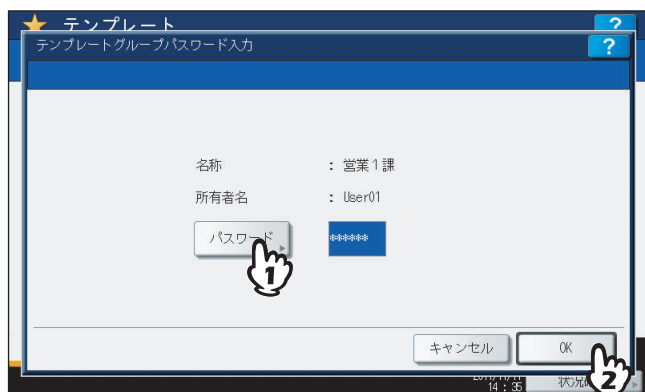 テンプレート
?
テンプレートグループパスワード入力
?
名称 : 営業1課
所有者名 : User01
パスワード ******
1
キャンセル OK
2
14:35